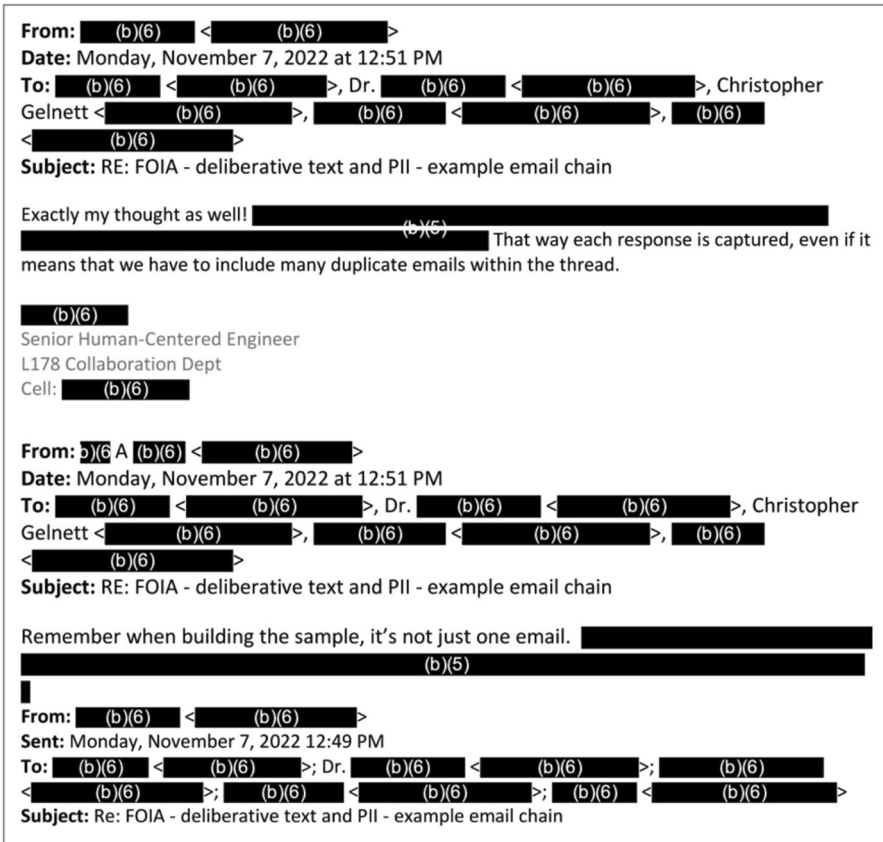 From: (b)(6) < (b)(6) >
Date: Monday, November 7, 2022 at 12:51 PM
To: (b)(6) < (b)(6) >, Dr. (b)(6) < (b)(6) >, Christopher
Gelnett < (b)(6) >, (b)(6) < (b)(6) >, (b)(6)
< (b)(6) >
Subject: RE: FOIA - deliberative text and PII - example email chain
Exactly my thought as well!
(b)(5) That way each response is captured, even if it
means that we have to include many duplicate emails within the thread.
(b)(6)
Senior Human-Centered Engineer
L178 Collaboration Dept
Cell: (b)(6)
From: b)(6 A (b)(6) < (b)(6) >
Date: Monday, November 7, 2022 at 12:51 PM
To: (b)(6) < (b)(6) >, Dr. (b)(6) < (b)(6) >, Christopher
Gelnett < (b)(6) >, (b)(6) < (b)(6) >, (b)(6)
< (b)(6) >
Subject: RE: FOIA - deliberative text and PII - example email chain
Remember when building the sample, it’s not just one email.
(b)(5)
From: (b)(6) < (b)(6) >
Sent: Monday, November 7, 2022 12:49 PM
To: (b)(6) < (b)(6) >; Dr. (b)(6) < (b)(6) >; (b)(6)
< (b)(6) >; (b)(6) < (b)(6) >; (b)(6) < (b)(6) >
Subject: Re: FOIA - deliberative text and PII - example email chain